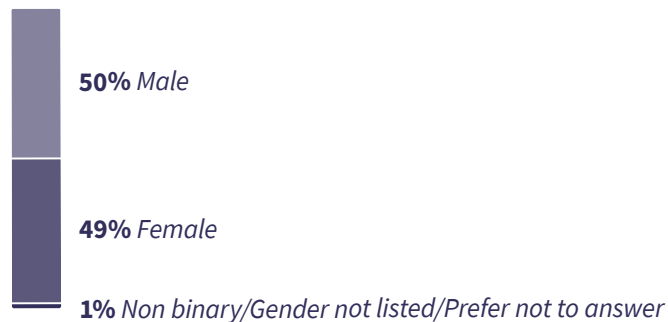 50% Male
49% Female
1% Non binary/Gender not listed/Prefer not to answer